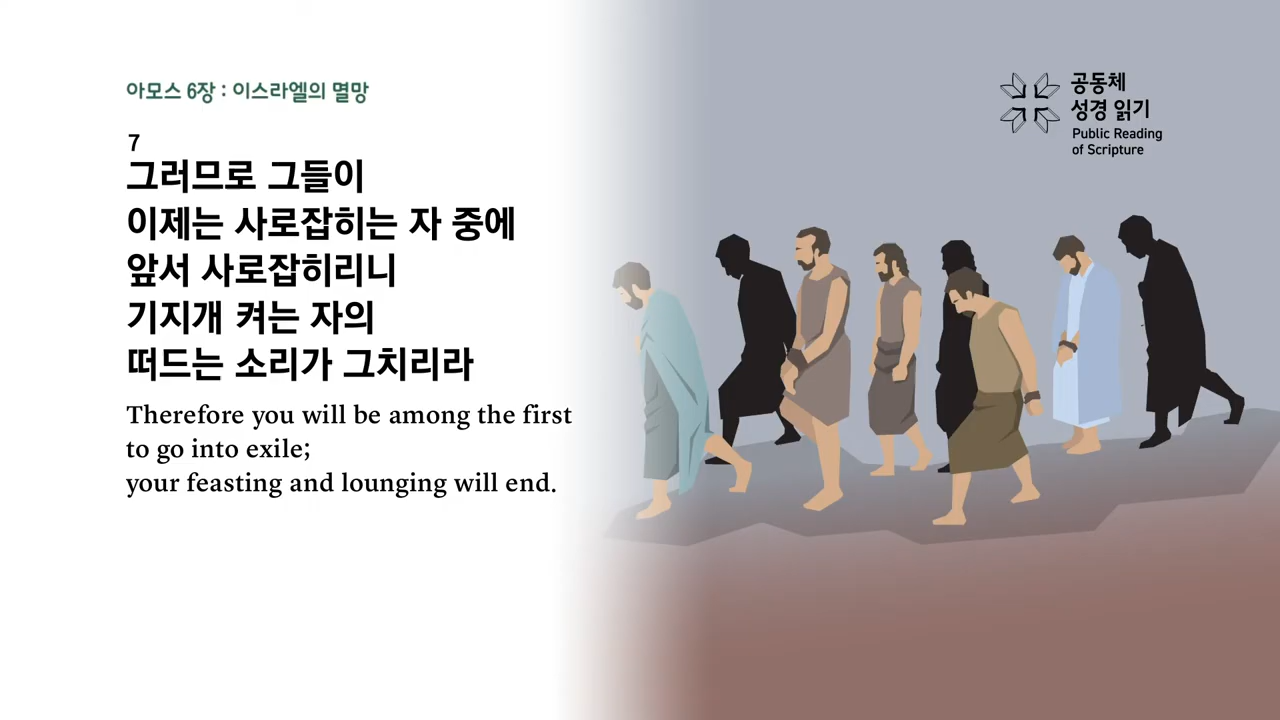 아모스 6장 : 이스라엘의 멸망
7
그러므로 그들이
이제는 사로잡히는 자 중에
앞서 사로잡히리니
기지개 켜는 자의
떠드는 소리가 그치리라
Therefore you will be among the first
to go into exile;
your feasting and lounging will end.
공동체
성경 읽기
Public Reading
of Scripture